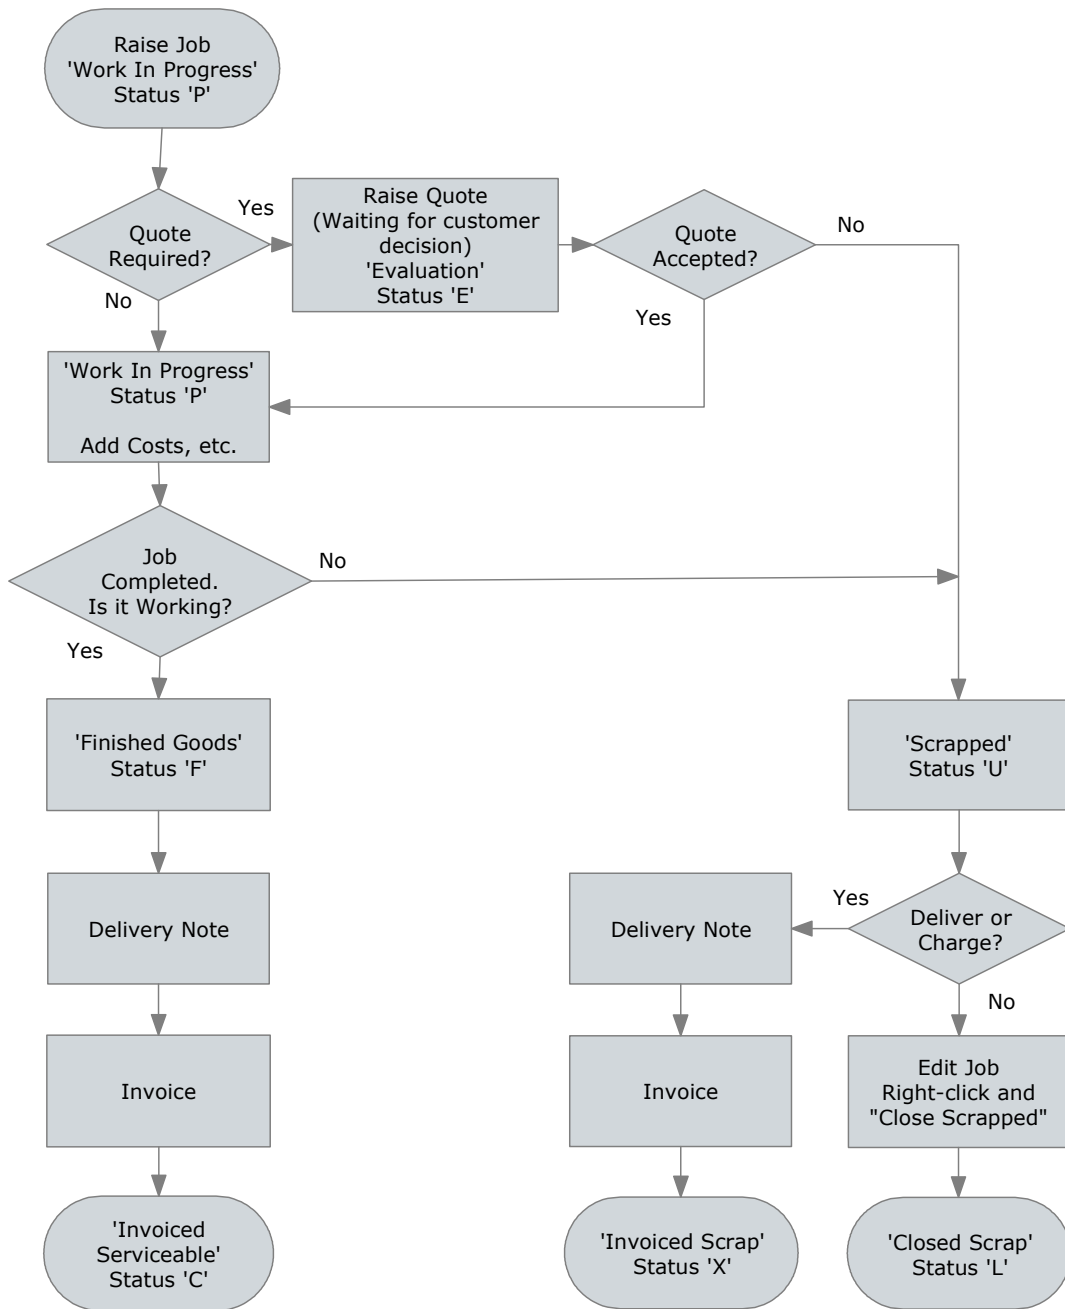 Raise Job
'Work In Progress'
Status 'P'
Quote
Required?
Yes
No
Raise Quote
(Waiting for customer
decision)
'Evaluation'
Status 'E'
Quote
Accepted?
No
Yes
'Work In Progress'
Status 'P'
Add Costs, etc.
Job
Completed.
Is it Working?
No
Yes
'Finished Goods'
Status 'F'
'Scrapped'
Status 'U'
Delivery Note
Delivery Note
Yes
Deliver or
Charge?
No
Invoice
Invoice
Edit Job
Right-click and
"Close Scrapped"
'Invoiced
Serviceable'
Status 'C'
'Invoiced Scrap'
Status 'X'
'Closed Scrap'
Status 'L'